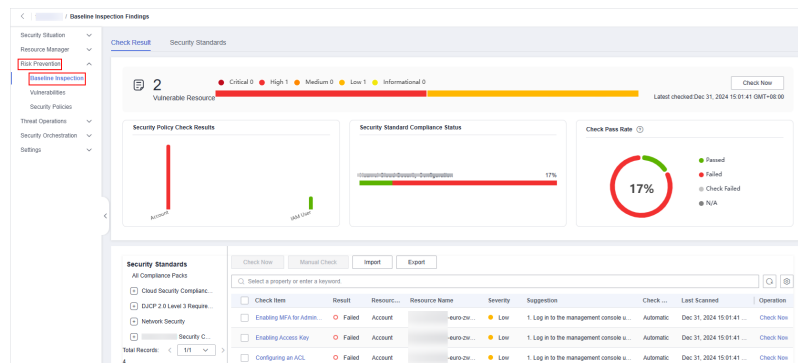 / Baseline Inspection Findings
Security Situation
Resource Manager
Risk Prevention
Baseline Inspection
Vulnerabilities
Security Policies
Threat Operations
Security Orchestration
Settings
Check Result Security Standards
2
Vulnerable Resource
Critical 0 High 1 Medium 0 Low 1 Informational 0
Check Now
Latest checked:Dec 31, 2024 15:01:41 GMT+08:00
Security Policy Check Results
Account
IAM User
Security Standard Compliance Status
Cloud Security Configuration 17%
Check Pass Rate
17%
Passed
Failed
Check Failed
N/A
Security Standards
All Compliance Packs
Cloud Security Complianc...
DJCP 2.0 Level 3 Require...
Network Security
Security C...
Total Records: 1/1
4
Check Now Manual Check Import Export
Select a property or enter a keyword.
Check Item Result Resourc... Resource Name Severity Suggestion Check ... Last Scanned Operation
Enabling MFA for Admin... Failed Account -euro-zw... Low 1. Log in to the management console u... Automatic Dec 31, 2024 15:01:41 ... Check Now
Enabling Access Key Failed Account -euro-zw... Low 1. Log in to the management console u... Automatic Dec 31, 2024 15:01:41 ... Check Now
Configuring an ACL Failed Account -euro-zw... Low 1. Log in to the management console u... Automatic Dec 31, 2024 15:01:41 ... Check Now